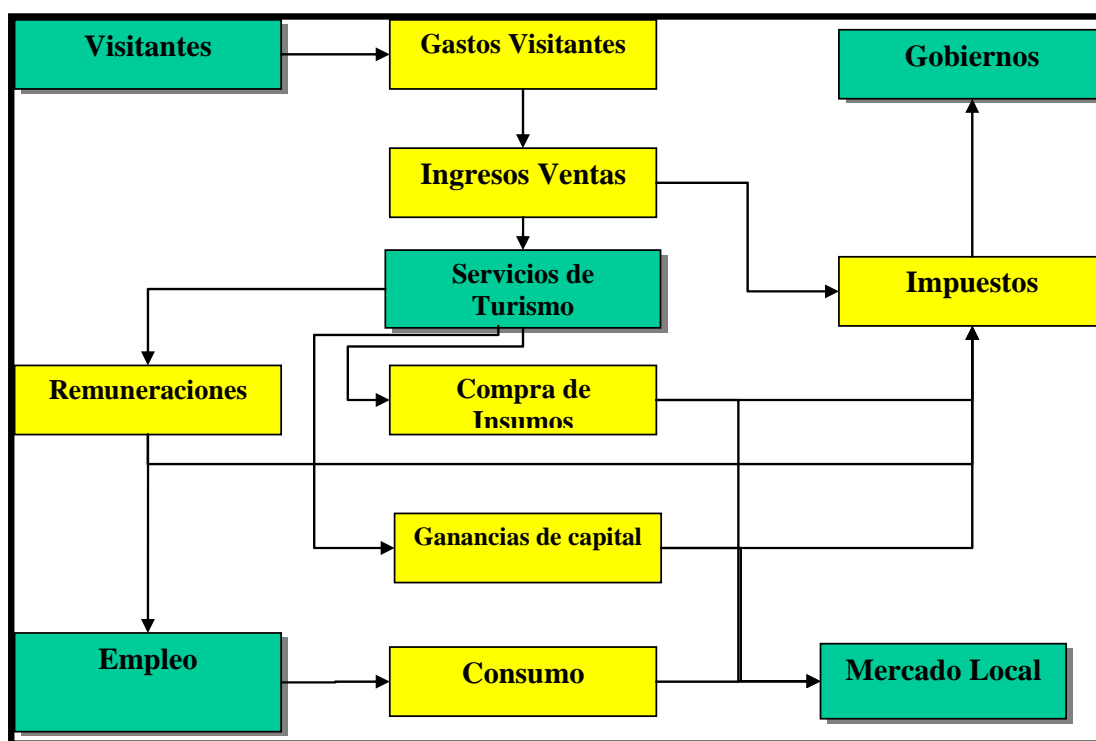 Visitantes
Gastos Visitantes
Gobiernos
Ingresos Ventas
Servicios de
Turismo
Impuestos
Remuneraciones
Compra de
Insumos
Ganancias de capital
Empleo
Consumo
Mercado Local